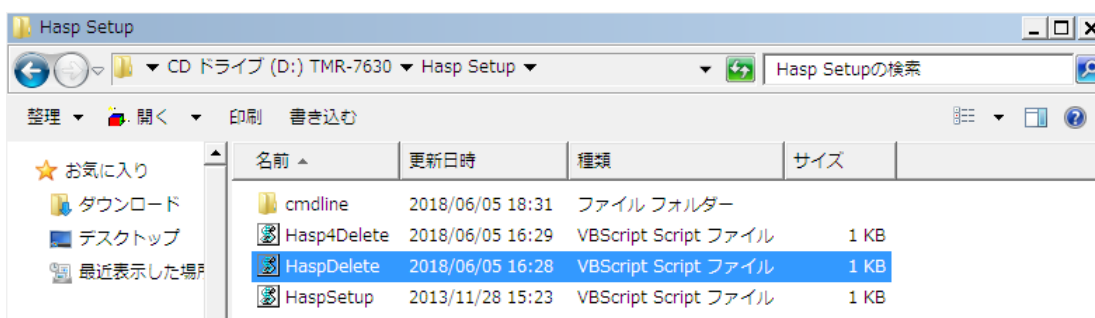 Hasp Setup
CD ドライブ (D:) TMR-7630 Hasp Setup Hasp Setupの検索
整理 開く 印刷 書き込む
お気に入り
ダウンロード
デスクトップ
最近表示した場所
名前 更新日時 種類 サイズ
cmdline 2018/06/05 18:31 ファイル フォルダー
Hasp4Delete 2018/06/05 16:29 VBScript Script ファイル 1 KB
HaspDelete 2018/06/05 16:28 VBScript Script ファイル 1 KB
HaspSetup 2013/11/28 15:23 VBScript Script ファイル 1 KB